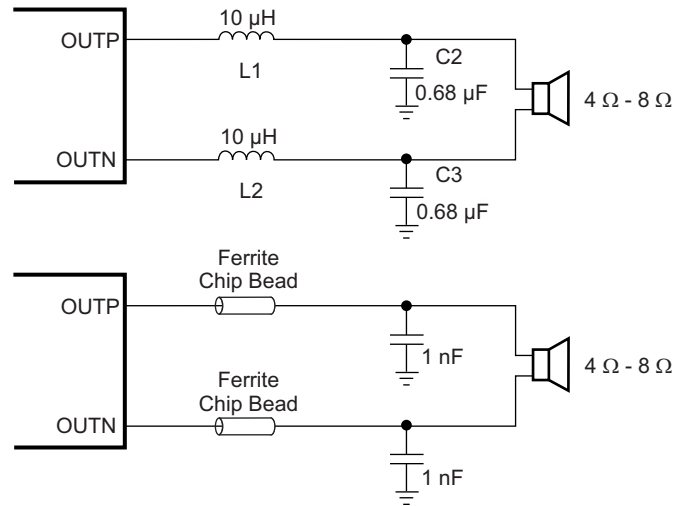 10 µH
OUTP
L1
C2
0.68 µF
4 Ω - 8 Ω
10 µH
OUTN
L2
C3
0.68 µF
Ferrite
Chip Bead
OUTP
1 nF
4 Ω - 8 Ω
Ferrite
Chip Bead
OUTN
1 nF